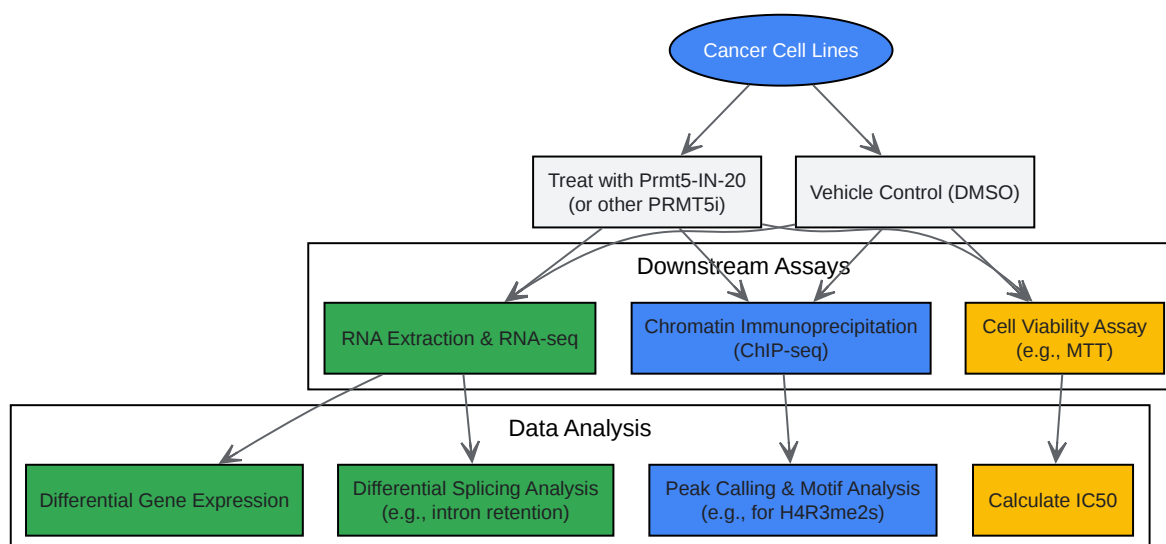 Cancer Cell Lines
Treat with Prmt5-IN-20
(or other PRMT5i)
Vehicle Control (DMSO)
Downstream Assays
RNA Extraction & RNA-seq
Chromatin Immunoprecipitation
(ChIP-seq)
Cell Viability Assay
(e.g., MTT)
Data Analysis
Differential Gene Expression
Differential Splicing Analysis
(e.g., intron retention)
Peak Calling & Motif Analysis
(e.g., for H4R3me2s)
Calculate IC50